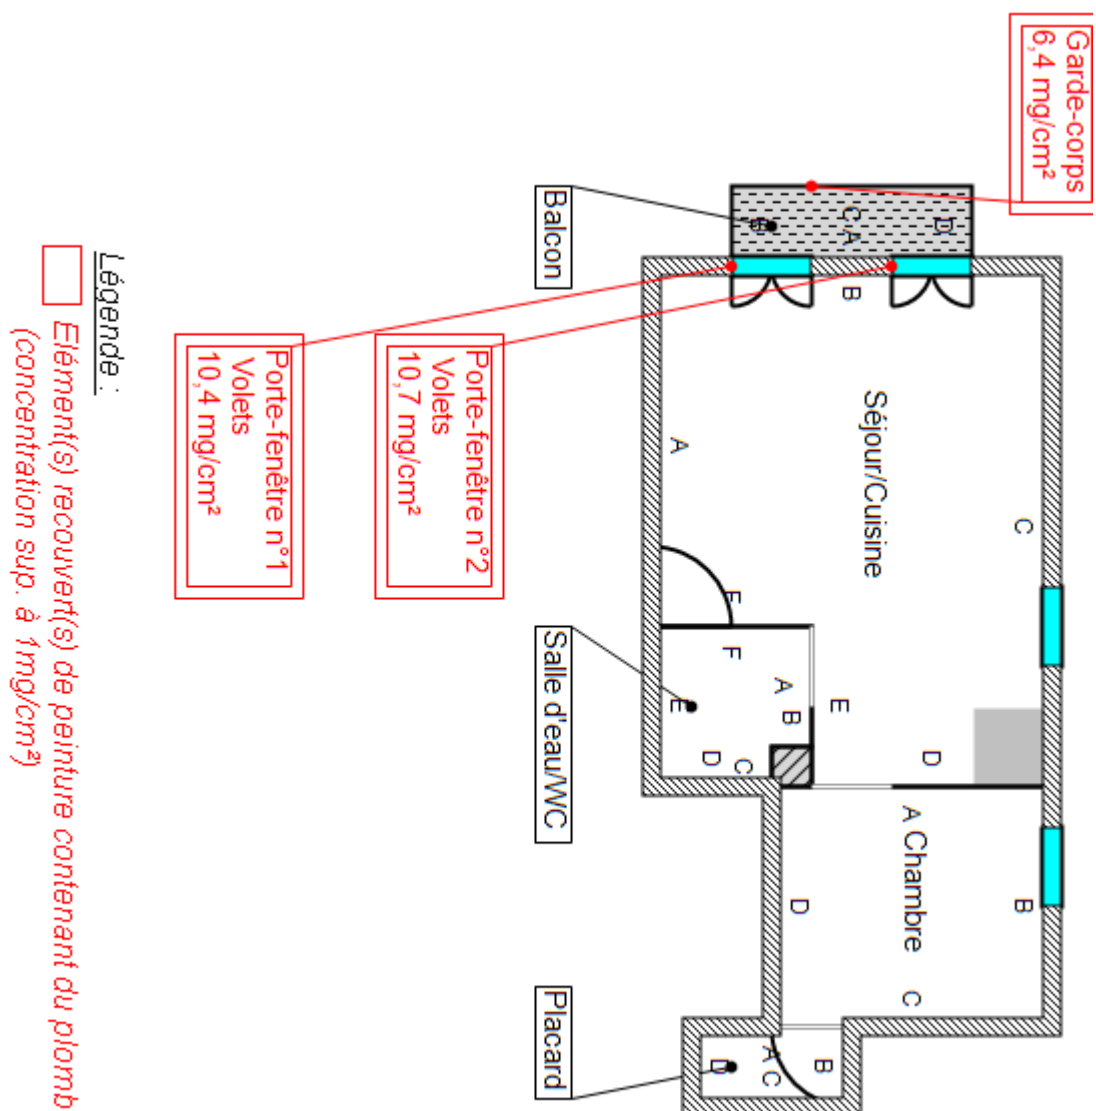 Garde-corps
6,4 mg/cm²
D
C A
B
Balcon
B
Séjour/Cuisine
A
C
Porte-fenêtre n°2
Volets
10,7 mg/cm²
Porte-fenêtre n°1
Volets
10,4 mg/cm²
Légende :
Elément(s) recouvert(s) de peinture contenant du plomb
(concentration sup. à 1mg/cm²)
F
E
D
F
A
B
E
D
C
Salle d'eau/WC
A Chambre
B
D
C
B
A C
D
Placard